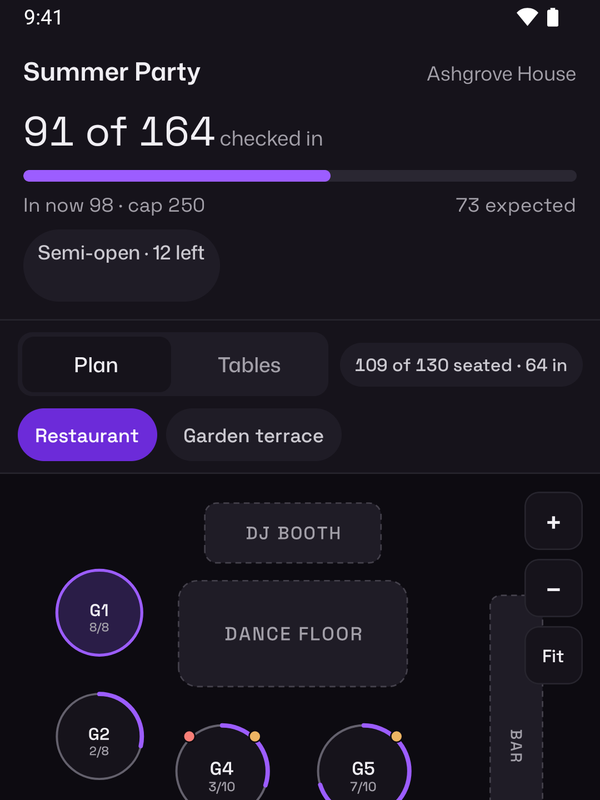 9:41
Summer Party
Ashgrove House
91 of 164 checked in
In now 98 · cap 250
73 expected
Semi-open · 12 left
Plan
Tables
109 of 130 seated · 64 in
Restaurant
Garden terrace
DJ BOOTH
+
G1
8/8
DANCE FLOOR
−
Fit
G2
2/8
BAR
G4
3/10
G5
7/10